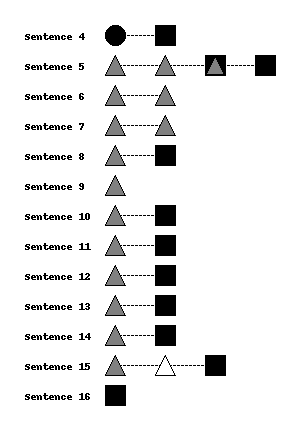 Sentence 4
Sentence 5
Sentence 6
Sentence 7
Sentence 8
Sentence 9
Sentence 10
Sentence 11
Sentence 12
Sentence 13
Sentence 14
Sentence 15
Sentence 16